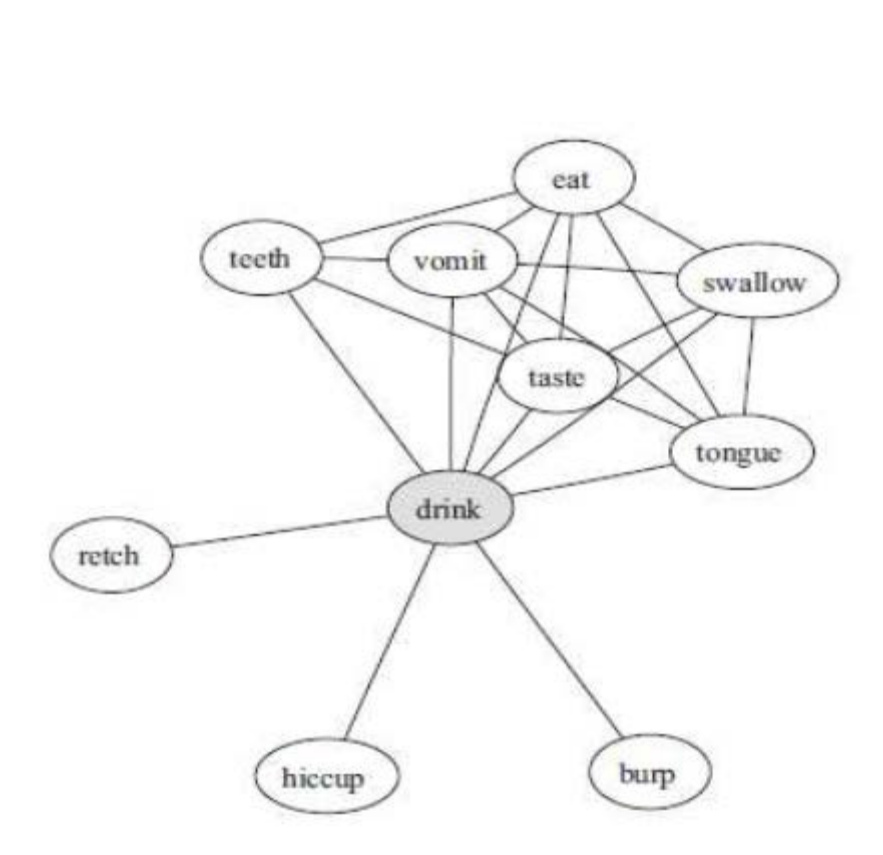 eat
teeth
vomit
swallow
taste
tongue
drink
retch
hiccup
burp